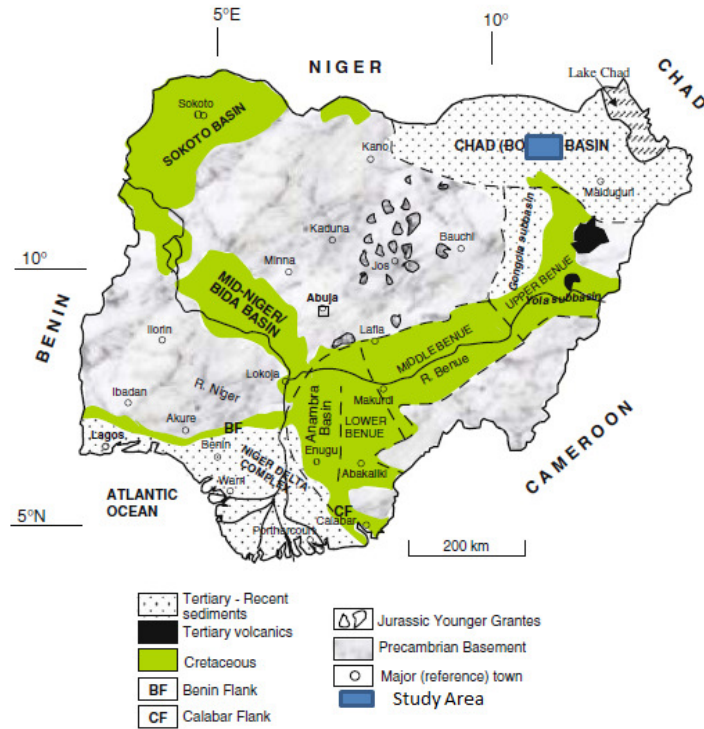 5°E
10°
NIGER
CHAD
Lake Chad
Sokoto
SOKOTO BASIN
Kano
CHAD (BO BASIN
Maiduguri
Kaduna
Bauchi
Gongola subbasin
Minna
Jos
10°
UPPER BENUE
Yola subbasin
MID-NIGER/
BIDA BASIN
Abuja
BENIN
Ilorin
Lafia
MIDDLE BENUE
R. Benue
Lokoja
R. Niger
Makurdi
Ibadan
Akure
BF
Anambra
Basin
LOWER
BENUE
CAMEROON
Lagos
Benin
Enugu
Abakaliki
NIGER DELTA
COMPLEX
Warri
ATLANTIC
OCEAN
CF
Calabar
5°N
Portharcourt
200 km
Tertiary - Recent
sediments
Tertiary volcanics
Cretaceous
BF Benin Flank
CF Calabar Flank
Jurassic Younger Grantes
Precambrian Basement
Major (reference) town
Study Area